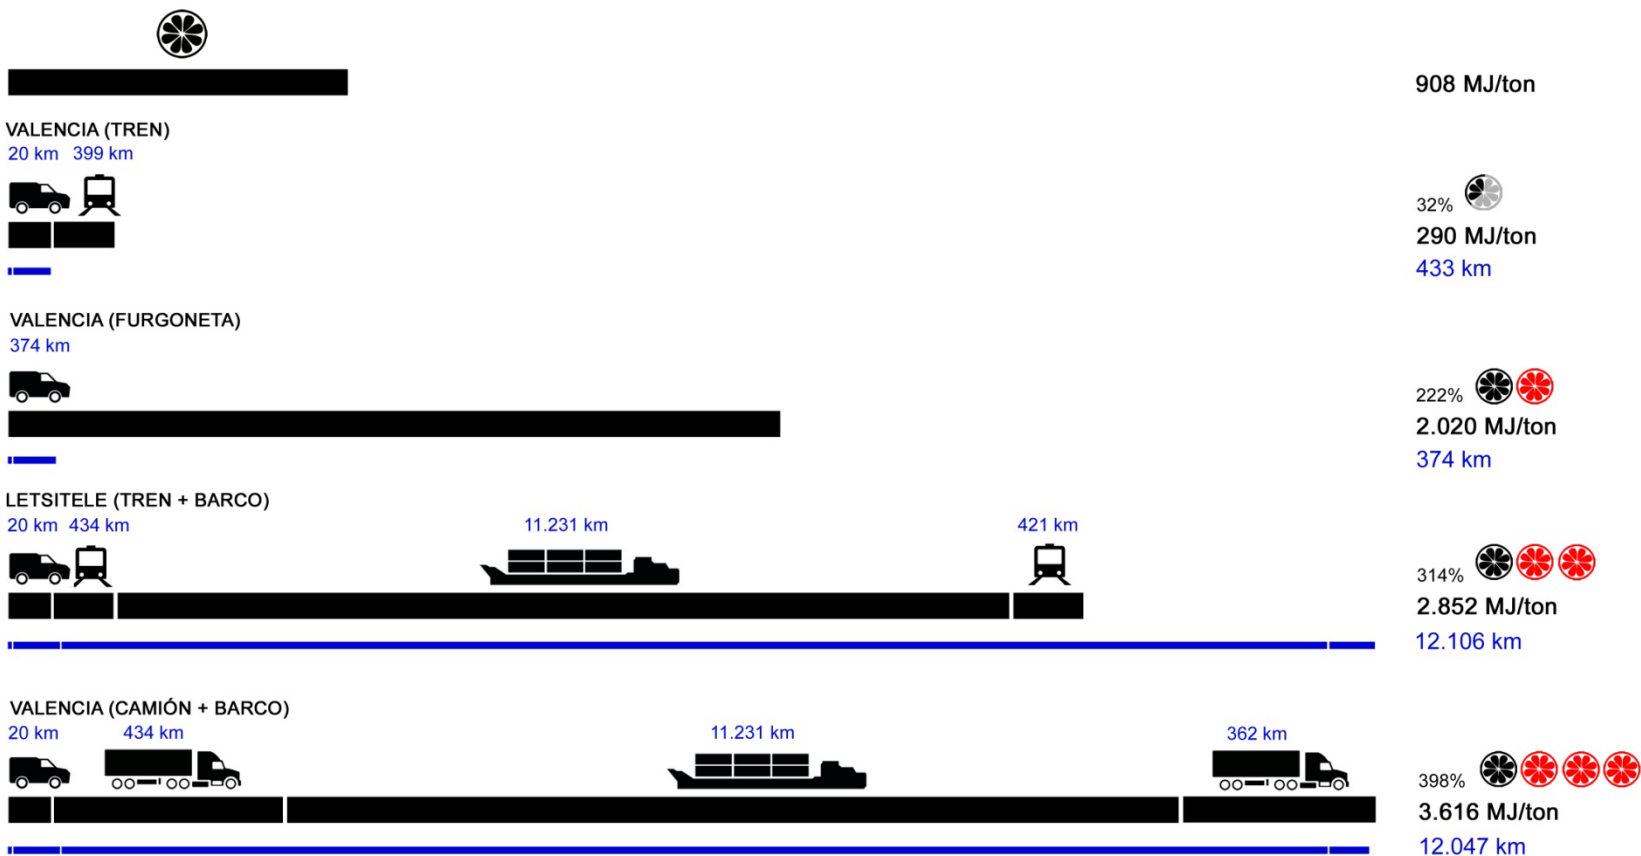 908 MJ/ton
VALENCIA (TREN)
20 km 399 km
32%
290 MJ/ton
433 km
VALENCIA (FURGONETA)
374 km
222%
2.020 MJ/ton
374 km
LETSITELE (TREN + BARCO)
20 km 434 km 11.231 km 421 km
314%
2.852 MJ/ton
12.106 km
VALENCIA (CAMIÓN + BARCO)
20 km 434 km 11.231 km 362 km
398%
3.616 MJ/ton
12.047 km